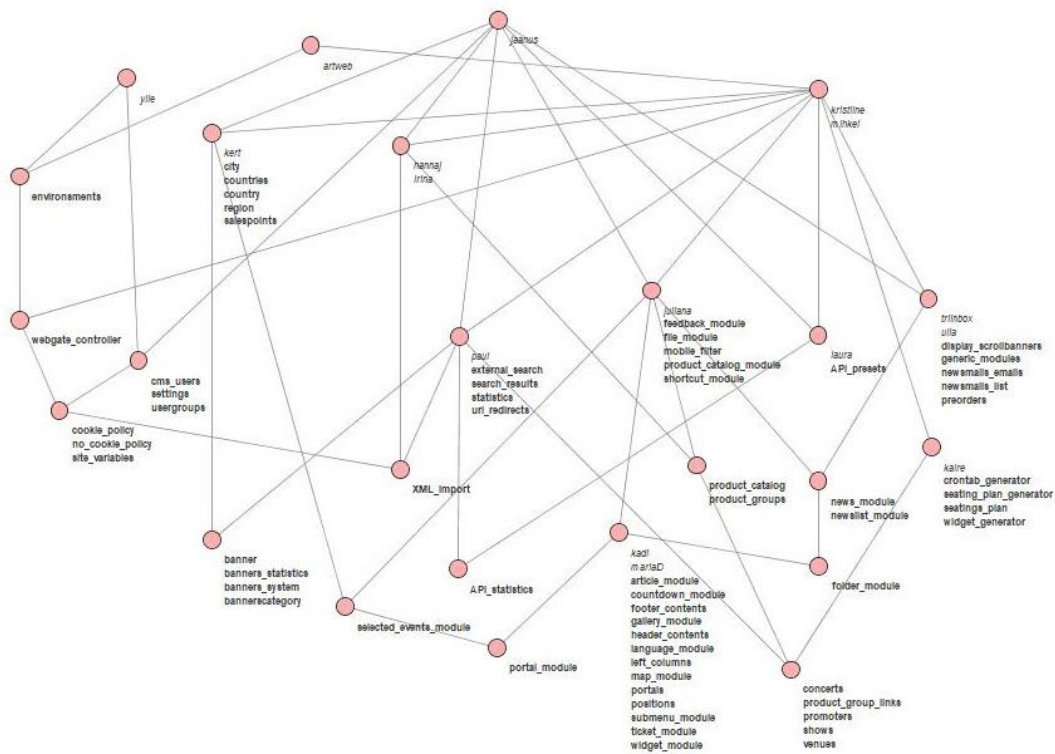 jaanus
artweb
ylle
kristiine
mihkel
kert
city
countries
country
region
salespoints
hannaj
irina
environsments
juliana
feedback_module
file_module
mobile_filter
product_catalog_module
shortcut_module
triinbox
ulla
display_scrollbanners
generic_modules
newsmails_emails
newsmails_list
preorders
webgate_controller
paul
external_search
search_results
statistics
url_redirects
laura
API_presets
cms_users
settings
usergroups
cookie_policy
no_cookie_policy
site_variables
XML_import
product_catalog
product_groups
news_module
newslist_module
kaire
crontab_generator
seating_plan_generator
seatings_plan
widget_generator
banner
banners_statistics
banners_system
bannerscategory
API_statistics
kadi
mariaD
article_module
countdown_module
footer_contents
gallery_module
header_contents
language_module
left_columns
map_module
portals
positions
submenu_module
ticket_module
widget_module
folder_module
selected_events_module
portal_module
concerts
product_group_links
promoters
shows
venues